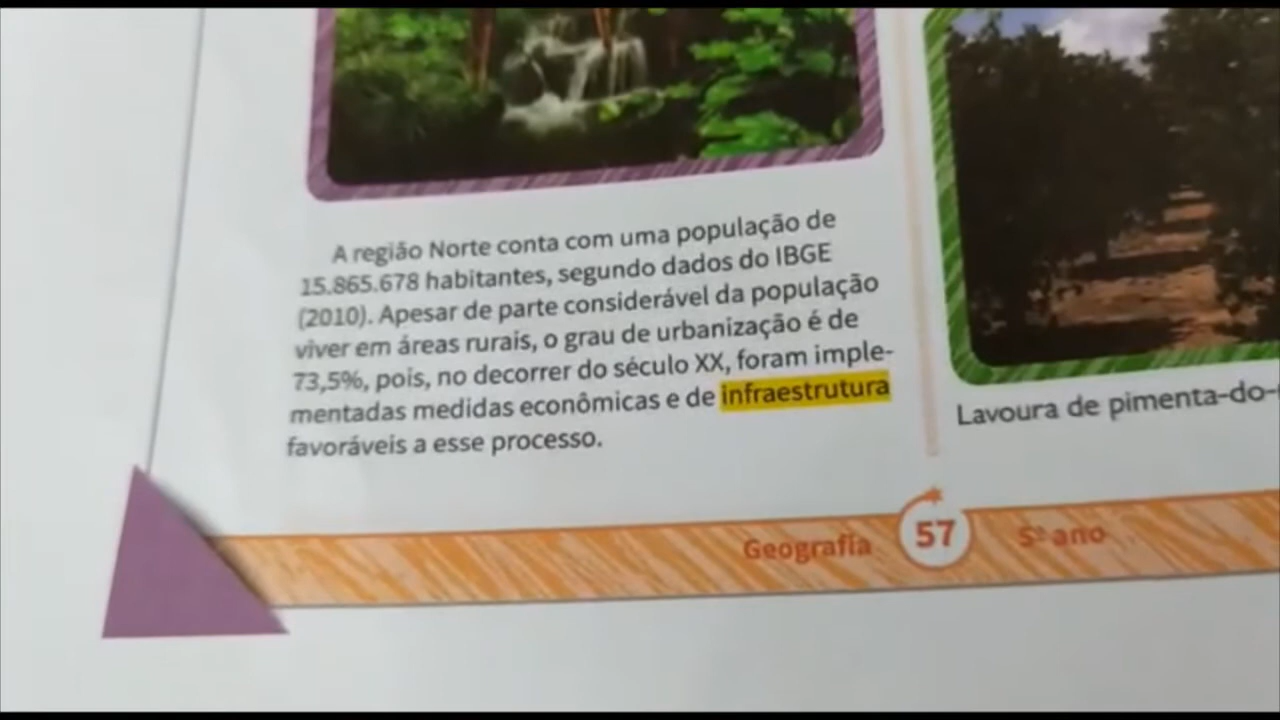 A região Norte conta com uma população de
15.865.678 habitantes, segundo dados do IBGE
(2010). Apesar de parte considerável da população
viver em áreas rurais, o grau de urbanização é de
73,5%, pois, no decorrer do século XX, foram imple-
mentadas medidas econômicas e de infraestrutura
favoráveis a esse processo.
Lavoura de pimenta-do-
Geografia 57 5º ano